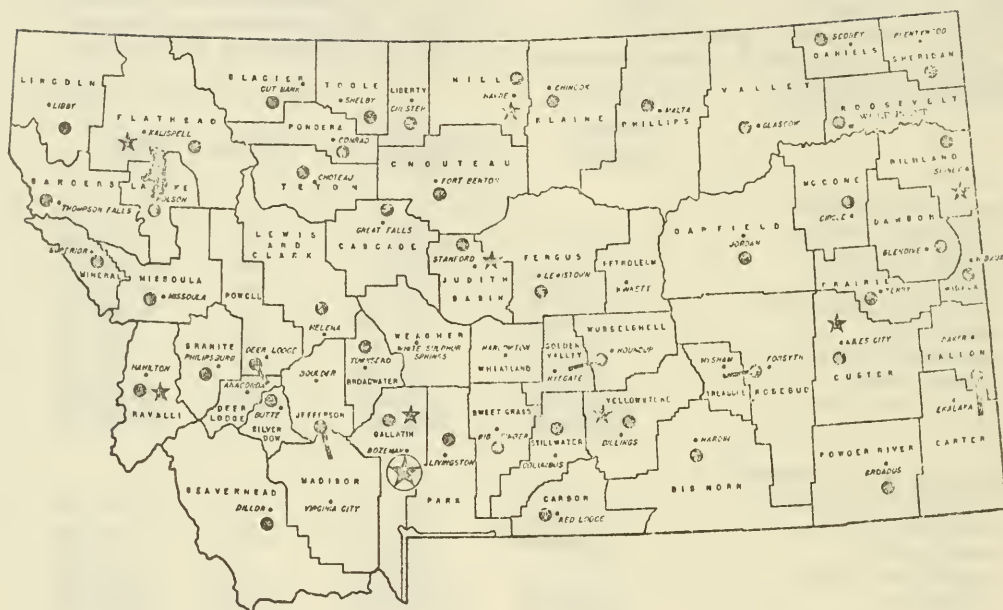 LINCOLN
LIBBY
FLATHEAD
KALISPELL
GLACIER
CUT BANK
TOOLE
SHELBY
LIBERTY
CHESTER
HILL
HAVRE
BLAINE
CHINOOK
PHILLIPS
MALTA
VALLEY
GLASGOW
SCOBEY
DANIELS
PLENTYWOOD
SHERIDAN
ROOSEVELT
WOLF POINT
PONDERA
CONRAD
CHOTEAU
TETON
CHOUTEAU
FORT BENTON
SANDERS
THOMPSON FALLS
POLSON
SUPERIOR
MINERAL
MISSOULA
MISSOULA
POWELL
LEWIS
AND
CLARK
HELENA
GREAT FALLS
CASCADE
STANFORD
JUDITH
BASIN
FERGUS
LEWISTOWN
PETROLEUM
WINNETT
GARFIELD
JORDAN
MCCONE
CIRCLE
RICHLAND
SIDNEY
DAWSON
GLENDIVE
PRAIRIE
TERRY
WIBAUX
GRANITE
PHILIPSBURG
DEER LODGE
ANACONDA
DEER
LODGE
BUTTE
SILVER
BOW
HAMILTON
RAVALLI
BOULDER
JEFFERSON
TOWNSEND
BROADWATER
MEAGHER
WHITE SULPHUR
SPRINGS
HARLOWTON
WHEATLAND
GOLDEN
VALLEY
RYEGATE
MUSSELSHELL
ROUNDUP
HYSHAM
TREASURE
FORSYTH
ROSEBUD
MILES CITY
CUSTER
BAKER
FALLON
EKALAKA
CARTER
GALLATIN
BOZEMAN
LIVINGSTON
PARK
SWEET GRASS
BIG TIMBER
STILLWATER
COLUMBUS
YELLOWSTONE
BILLINGS
HARDIN
BIG HORN
POWDER RIVER
BROADUS
CARBON
RED LODGE
BEAVERHEAD
DILLON
MADISON
VIRGINIA CITY